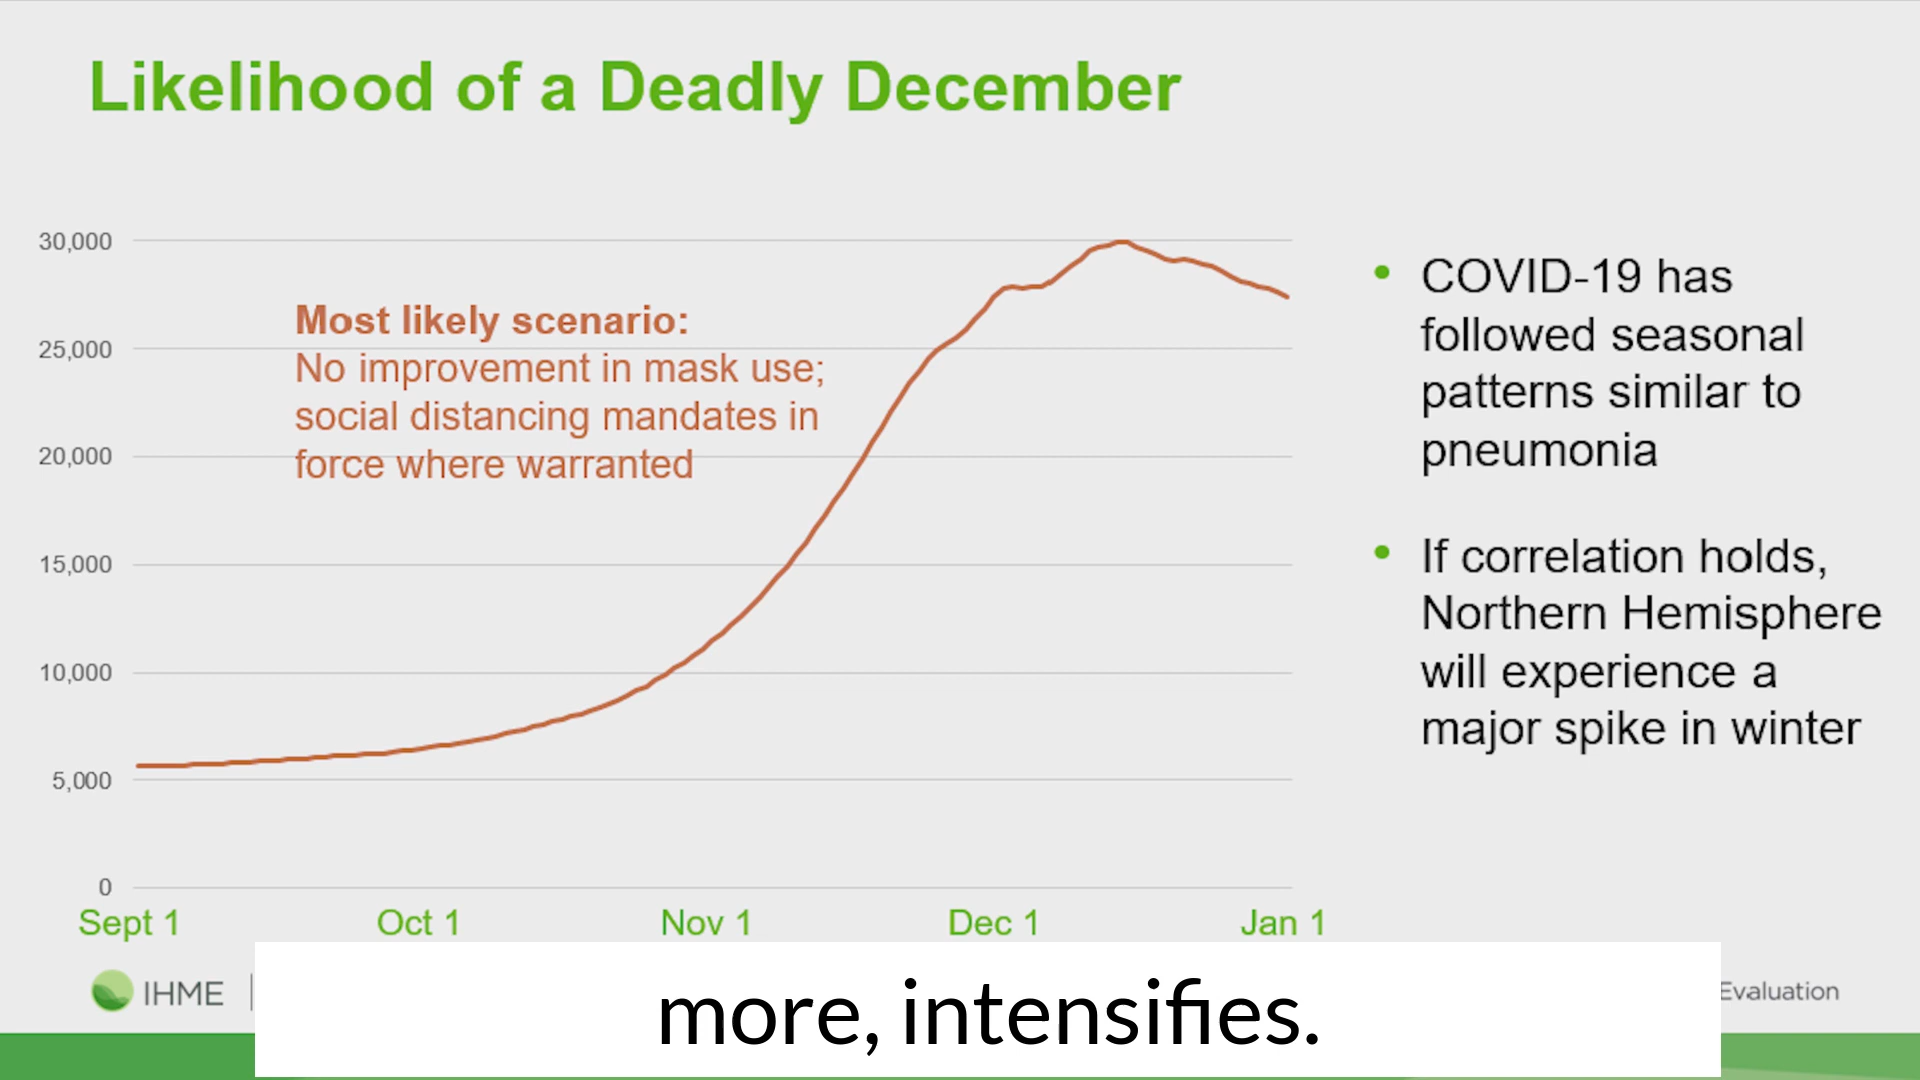 Likelihood of a Deadly December
30,000
25,000
20,000
15,000
10,000
5,000
0
Most likely scenario:
No improvement in mask use;
social distancing mandates in
force where warranted
Sept 1
Oct 1
Nov 1
Dec 1
Jan 1
• COVID-19 has
followed seasonal
patterns similar to
pneumonia
• If correlation holds,
Northern Hemisphere
will experience a
major spike in winter
IHME
Evaluation
more, intensifies.